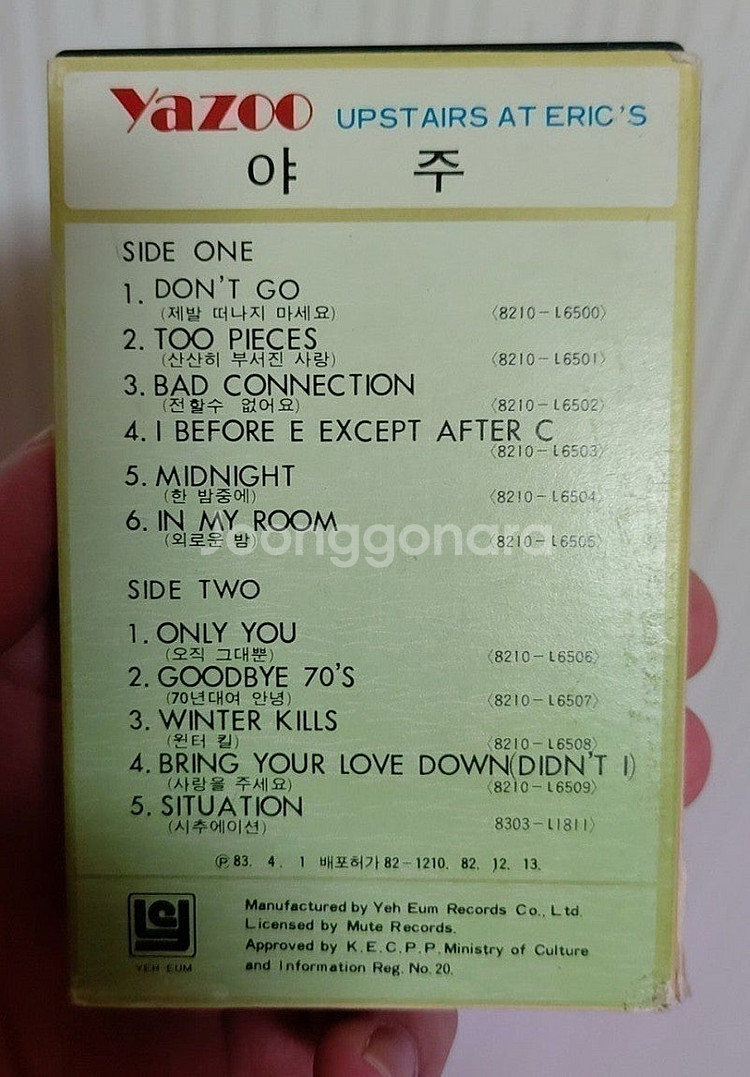 Yazoo UPSTAIRS AT ERIC'S
야 주
SIDE ONE
1. DON'T GO
(제발 떠나지 마세요) 〈8210-L6500〉
2. TOO PIECES
(산산히 부서진 사랑) 〈8210-L6501〉
3. BAD CONNECTION
(전할수 없어요) 〈8210-L6502〉
4. I BEFORE E EXCEPT AFTER C
〈8210-L6503〉
5. MIDNIGHT
(한 밤중에) 〈8210-L6504〉
6. IN MY ROOM
(외로운 밤) 〈8210-L6505〉
Joonggonara
SIDE TWO
1. ONLY YOU
(오직 그대뿐) 〈8210-L6506〉
2. GOODBYE 70'S
(70년대여 안녕) 〈8210-L6507〉
3. WINTER KILLS
(윈터 킬) 〈8210-L6508〉
4. BRING YOUR LOVE DOWN(DIDN'T I)
(사랑을 주세요) 〈8210-L6509〉
5. SITUATION
(시추에이션) 8303-L1811〉
Ⓟ83. 4. 1 배포허가 82-1210. 82. 12. 13.
Manufactured by Yeh Eum Records Co., Ltd.
Licensed by Mute Records.
Approved by K.E.C.P.P. Ministry of Culture
and Information Reg. No. 20.
YEH EUM